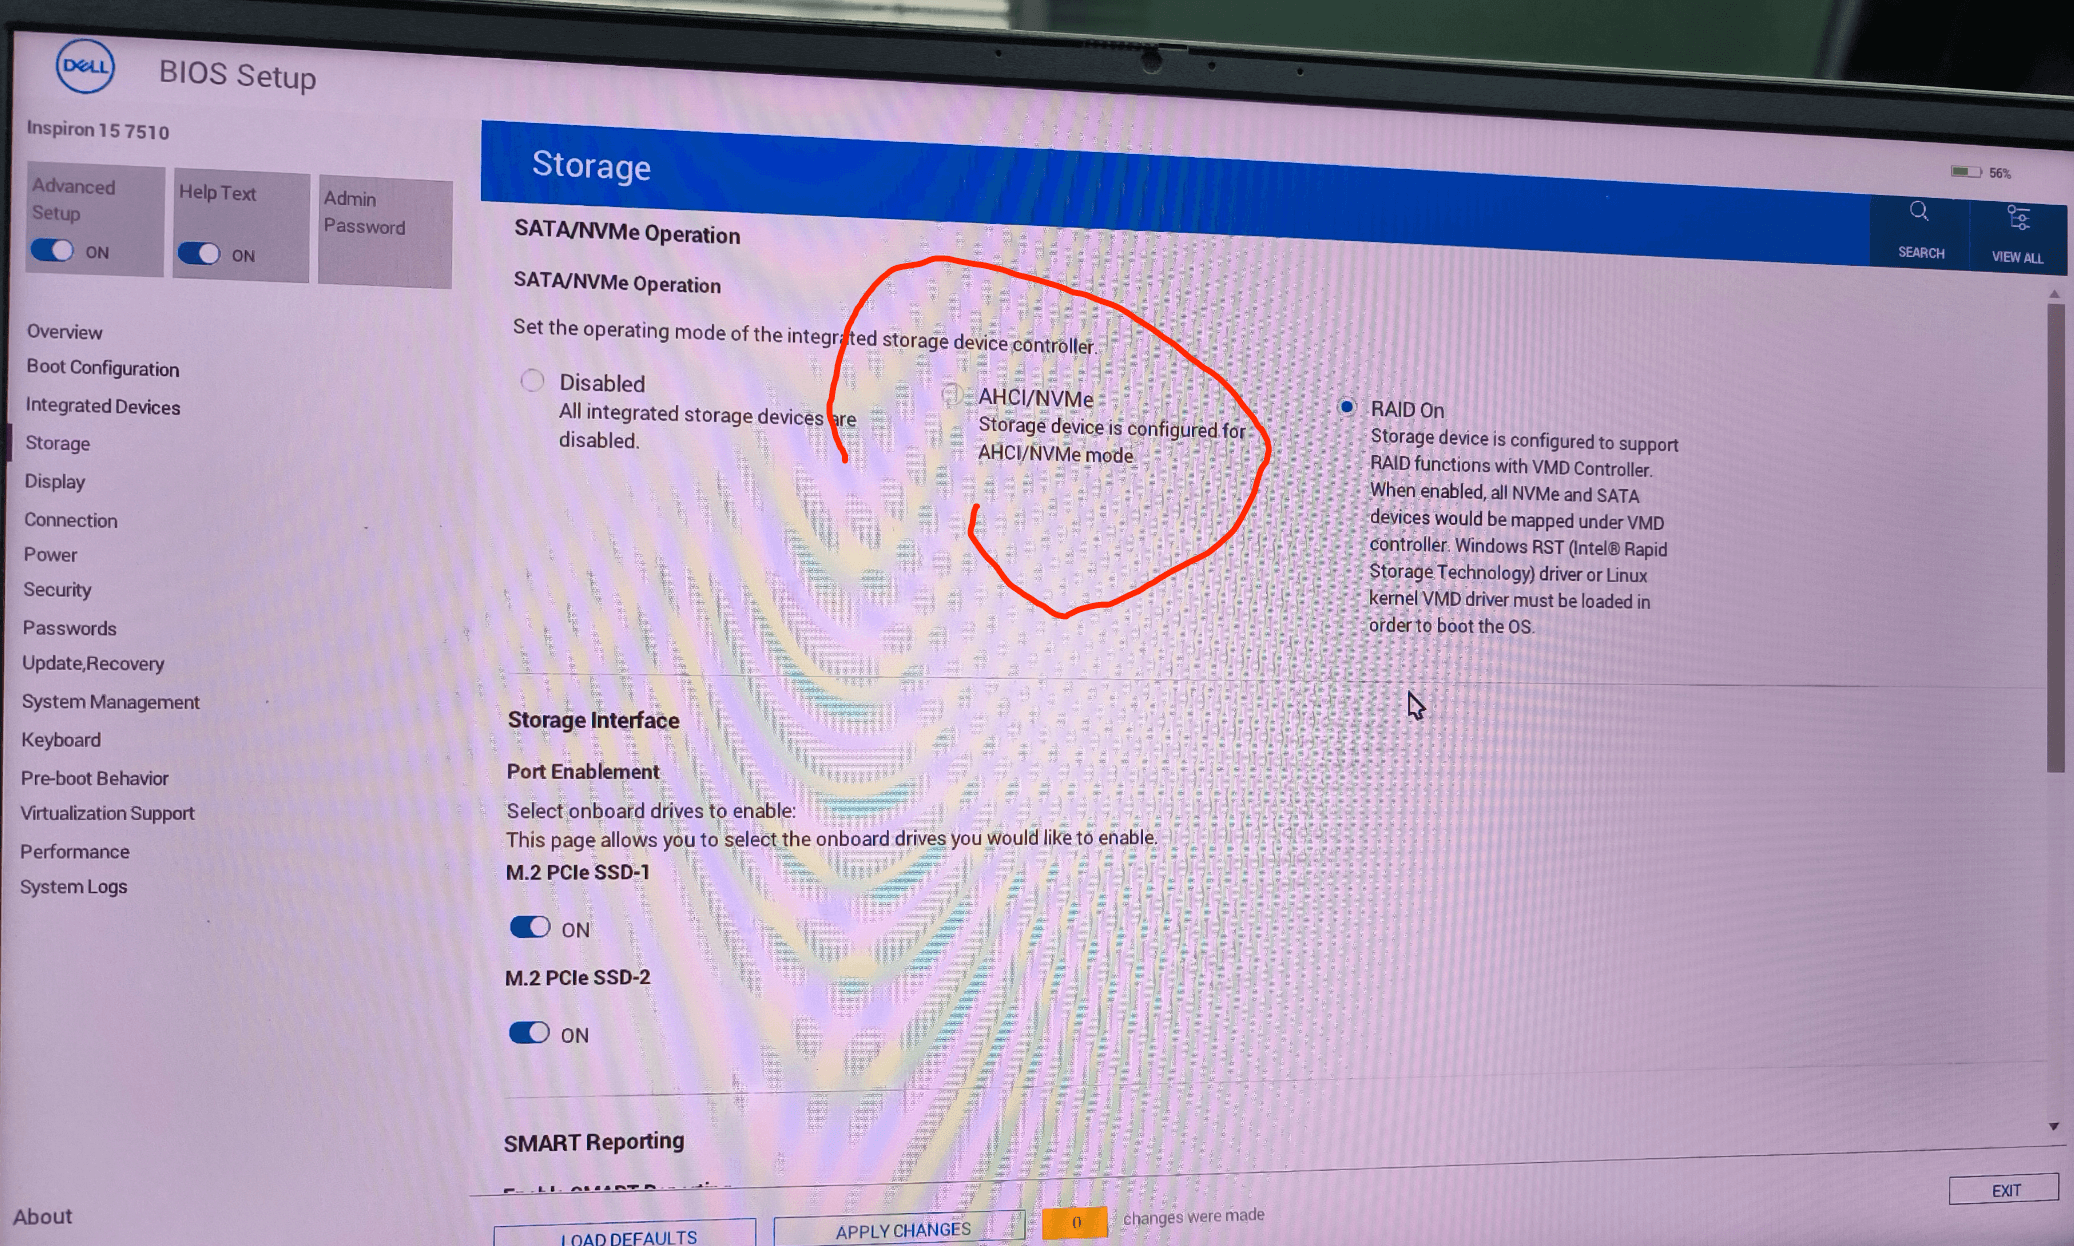 DELL
BIOS Setup
Inspiron 15 7510
Advanced
Setup
ON
Help Text
ON
Admin
Password
Overview
Boot Configuration
Integrated Devices
Storage
Display
Connection
Power
Security
Passwords
Update,Recovery
System Management
Keyboard
Pre-boot Behavior
Virtualization Support
Performance
System Logs
About
Storage
56%
SEARCH
VIEW ALL
SATA/NVMe Operation
SATA/NVMe Operation
Set the operating mode of the integrated storage device controller.
Disabled
All integrated storage devices are
disabled.
AHCI/NVMe
Storage device is configured for
AHCI/NVMe mode
RAID On
Storage device is configured to support
RAID functions with VMD Controller.
When enabled, all NVMe and SATA
devices would be mapped under VMD
controller. Windows RST (Intel® Rapid
Storage Technology) driver or Linux
kernel VMD driver must be loaded in
order to boot the OS.
Storage Interface
Port Enablement
Select onboard drives to enable:
This page allows you to select the onboard drives you would like to enable.
M.2 PCIe SSD-1
ON
M.2 PCIe SSD-2
ON
SMART Reporting
LOAD DEFAULTS
APPLY CHANGES
0
changes were made
EXIT